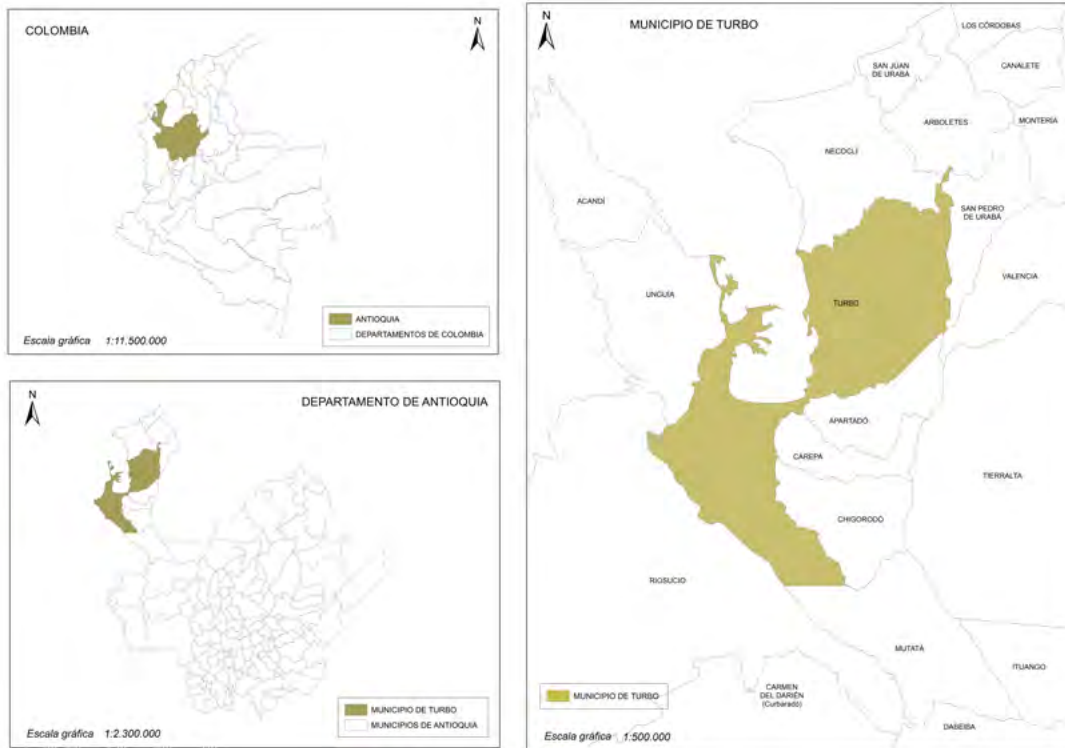 COLOMBIA
N
ANTIOQUIA
DEPARTAMENTOS DE COLOMBIA
Escala gráfica 1:11.500.000
N
DEPARTAMENTO DE ANTIOQUIA
MUNICIPIO DE TURBO
MUNICIPIOS DE ANTIOQUIA
Escala gráfica 1:2.300.000
N
MUNICIPIO DE TURBO
LOS CÓRDOBAS
SAN JUAN
DE URABÁ
CANALETE
ARBOLETES
MONTERÍA
NECOCLÍ
ACANDÍ
SAN PEDRO
DE URABÁ
VALENCIA
UNGUÍA
TURBO
APARTADÓ
CAREPA
TIERRALTA
CHIGORODÓ
RIOSUCIO
MUTATÁ
ITUANGO
CARMEN
DEL DARIÉN
(Curbaradó)
DABEIBA
MUNICIPIO DE TURBO
Escala gráfica 1:500.000